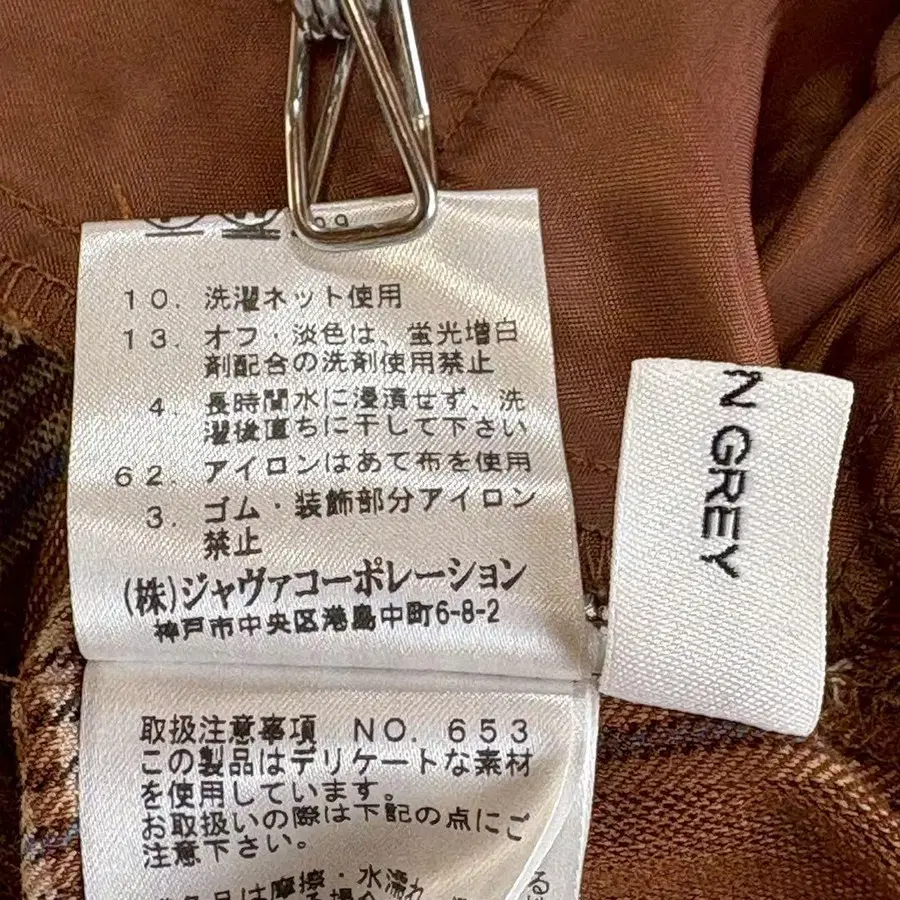 10. 洗濯ネット使用
13. オフ・淡色は、蛍光増白
剤配合の洗剤使用禁止
4. 長時間水に浸漬せず、洗
濯後直ちに干して下さい
62. アイロンはあて布を使用
3. ゴム・装飾部分アイロン
禁止
(株)ジャヴァコーポレーション
神戸市中央区港島中町6-8-2
N GREY
取扱注意事項 NO. 653
この製品はデリケートな素材
を使用しています。
お取扱いの際は下記の点にご
注意下さい。
品は摩擦・水濡れ